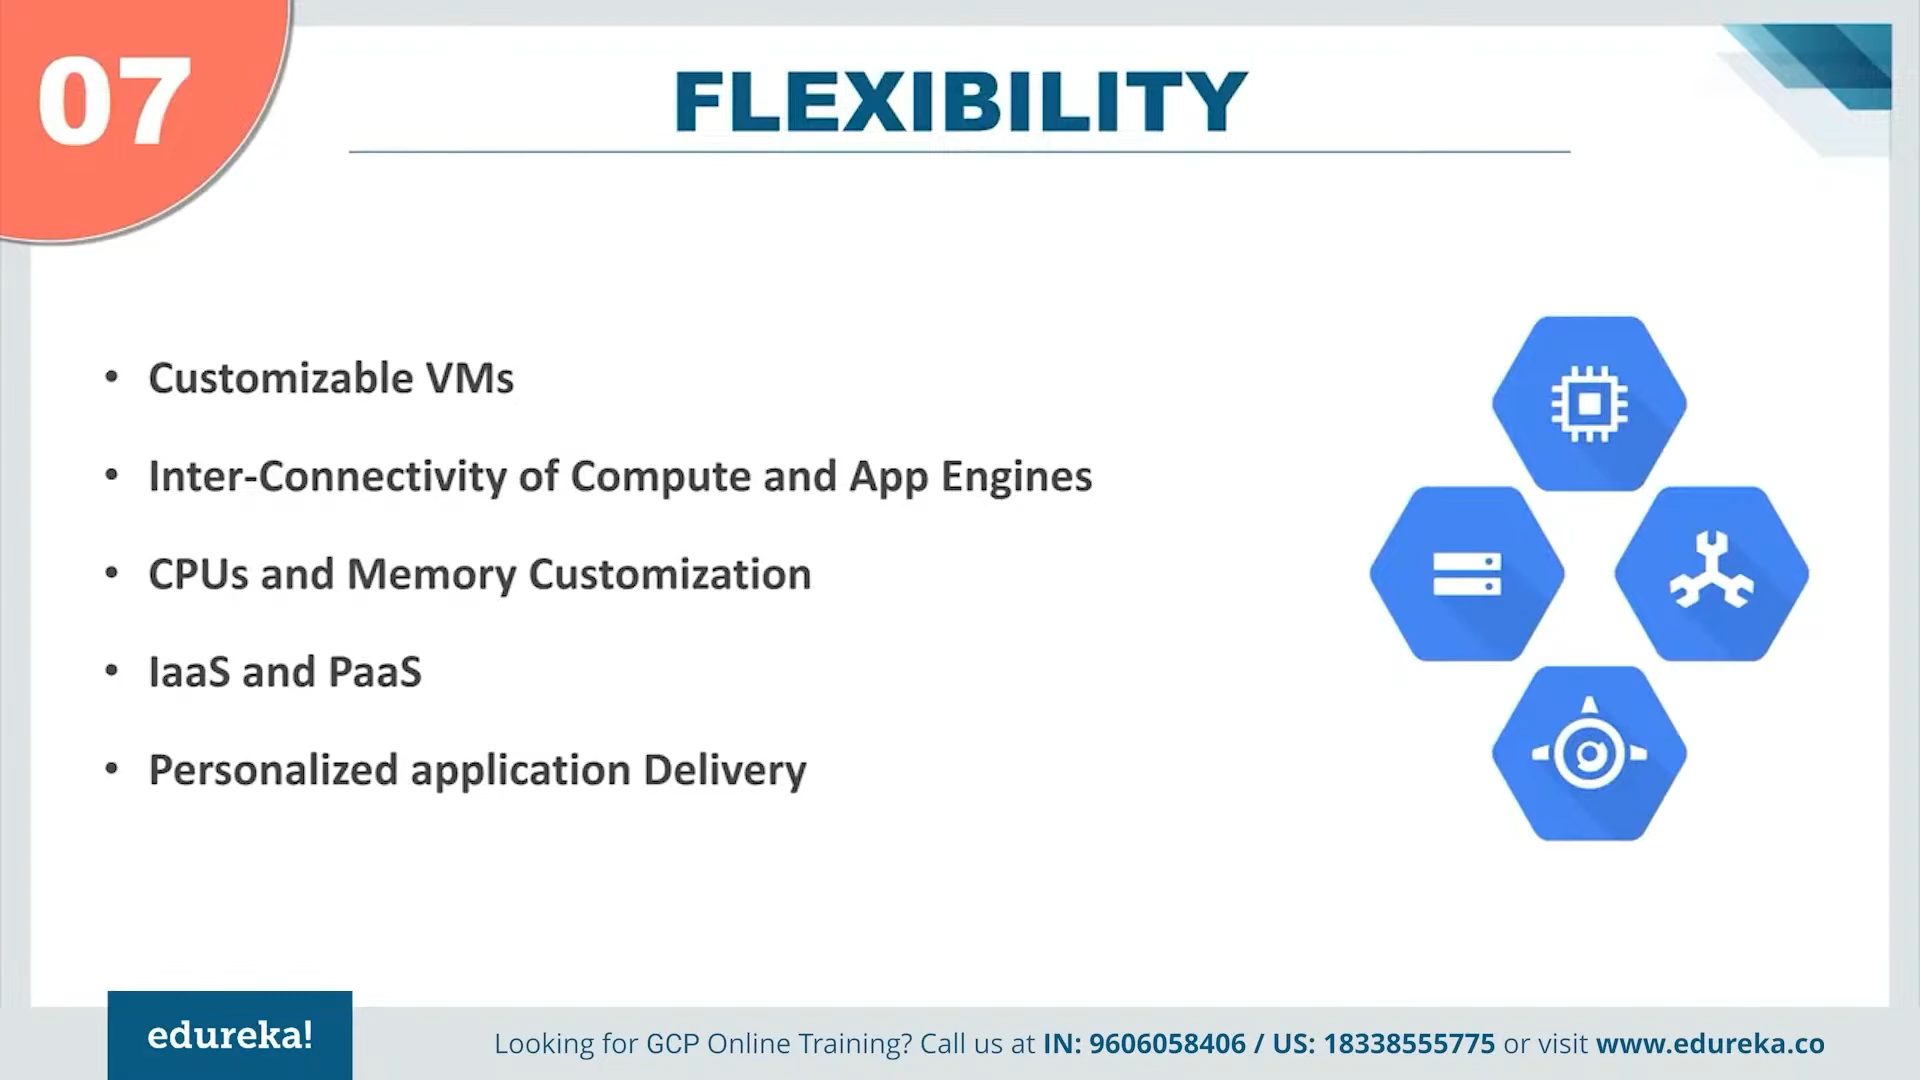 07
FLEXIBILITY
• Customizable VMs
• Inter-Connectivity of Compute and App Engines
• CPUs and Memory Customization
• IaaS and PaaS
• Personalized application Delivery
edureka!
Looking for GCP Online Training? Call us at IN: 9606058406 / US: 18338555775 or visit www.edureka.co